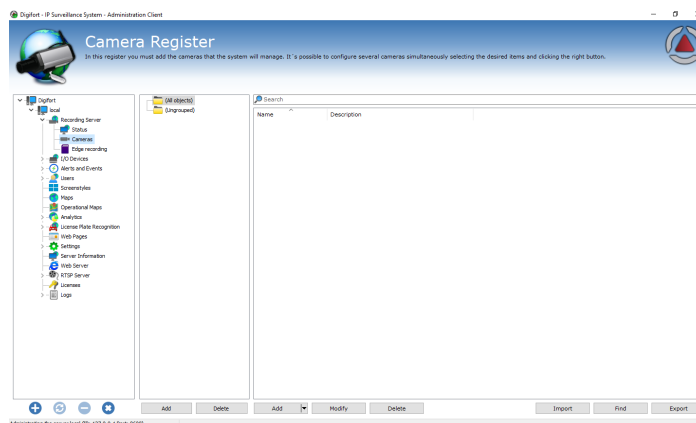 Digifort - IP Surveillance System - Administration Client
Camera Register
In this register you must add the cameras that the system will manage. It´s possible to configure several cameras simultaneously selecting the desired items and clicking the right button.
Digifort
local
Recording Server
Status
Cameras
Edge recording
I/O Devices
Alerts and Events
Users
Screenstyles
Maps
Operational Maps
Analytics
License Plate Recognition
Web Pages
Settings
Server Information
Web Server
RTSP Server
Licenses
Logs
(All objects)
(Ungrouped)
Search
Name Description
Add Delete Add Modify Delete Import Find Export